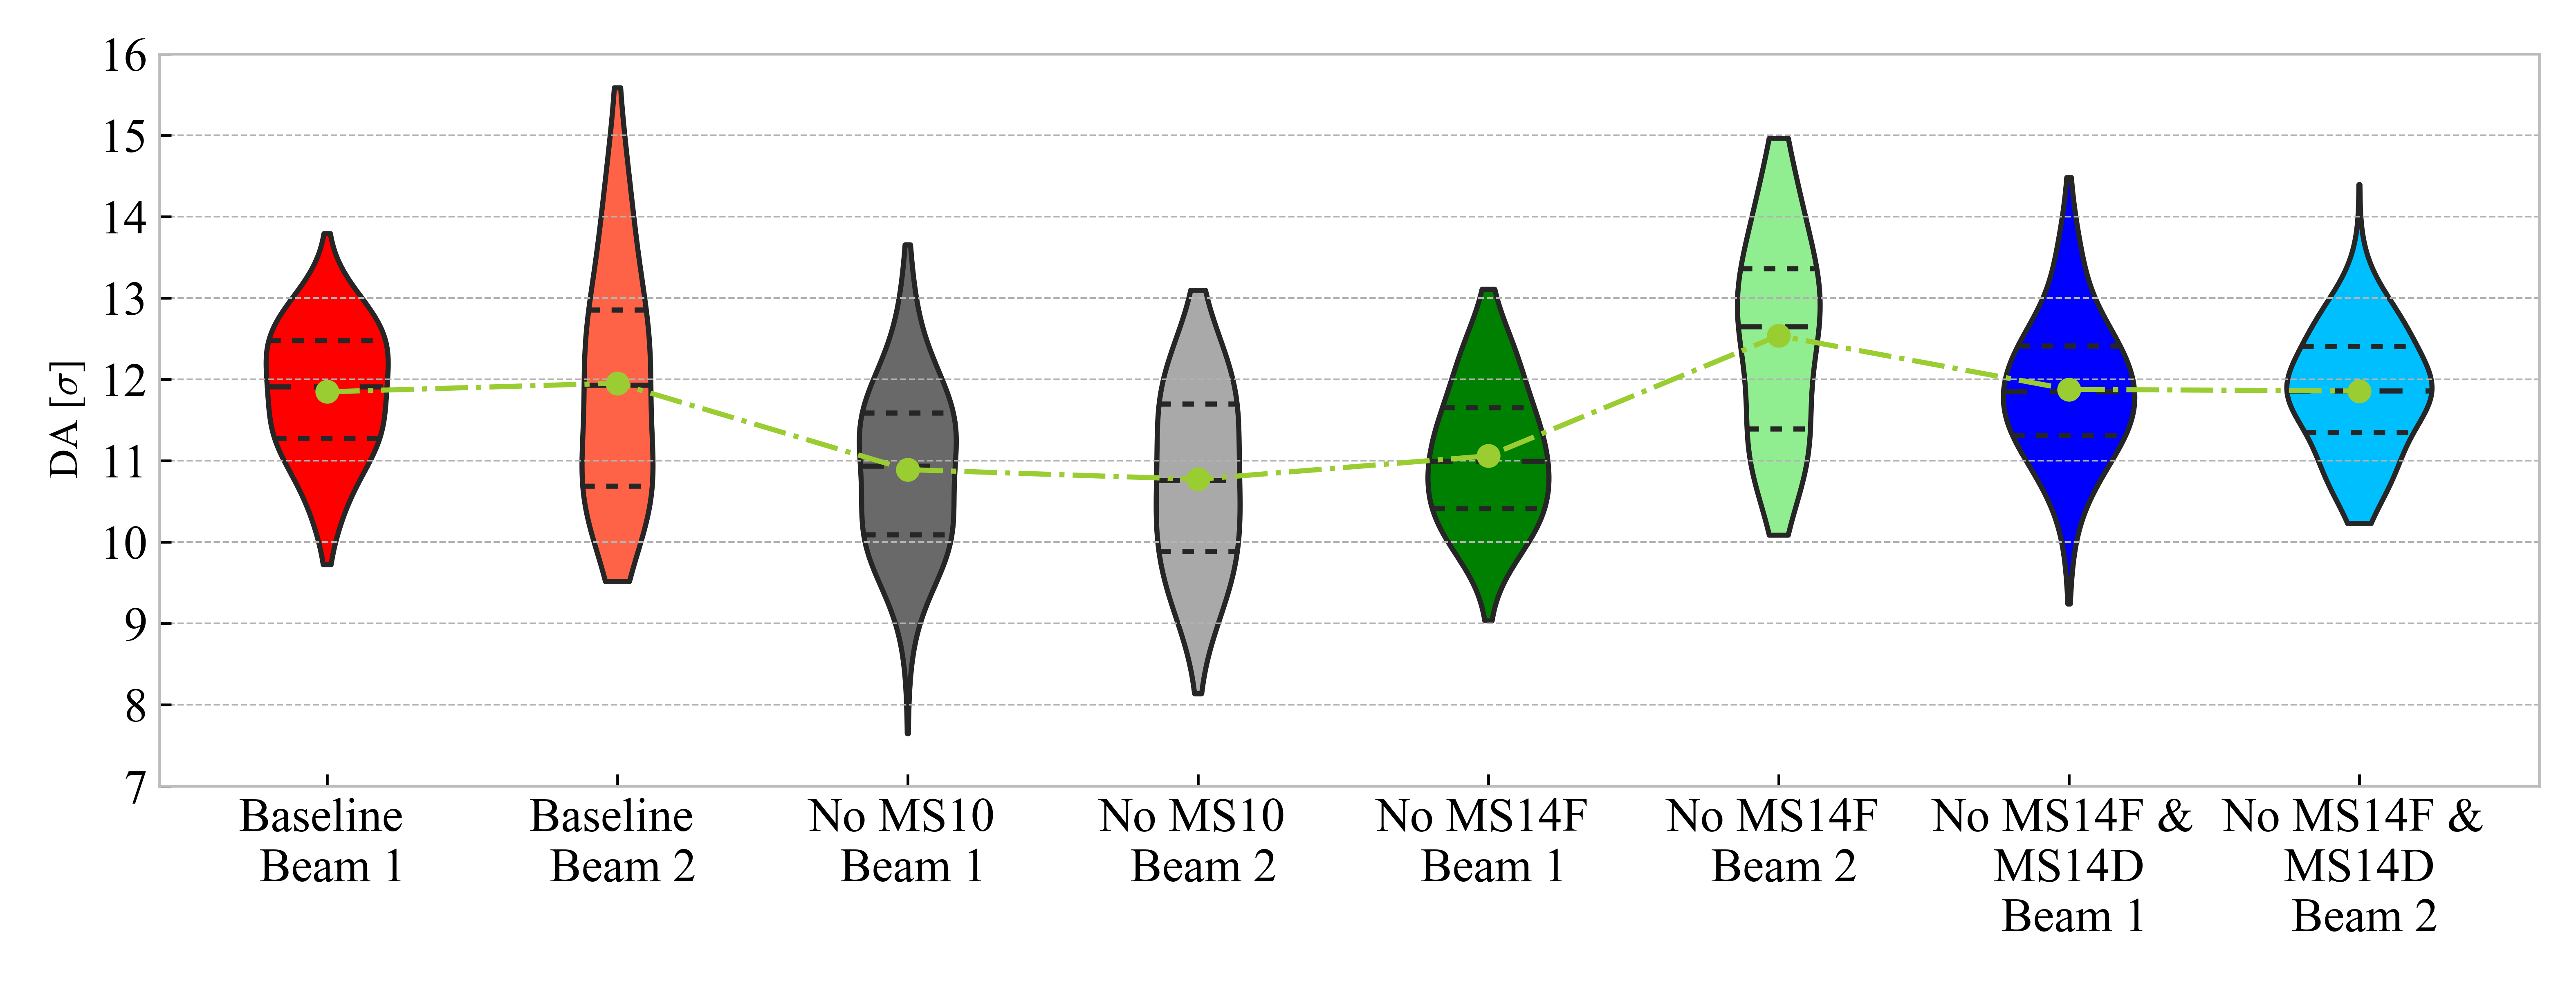 16
15
14
13
12
11
10
9
8
7
DA [σ]
Baseline
Beam 1
Baseline
Beam 2
No MS10
Beam 1
No MS10
Beam 2
No MS14F
Beam 1
No MS14F
Beam 2
No MS14F &
MS14D
Beam 1
No MS14F &
MS14D
Beam 2